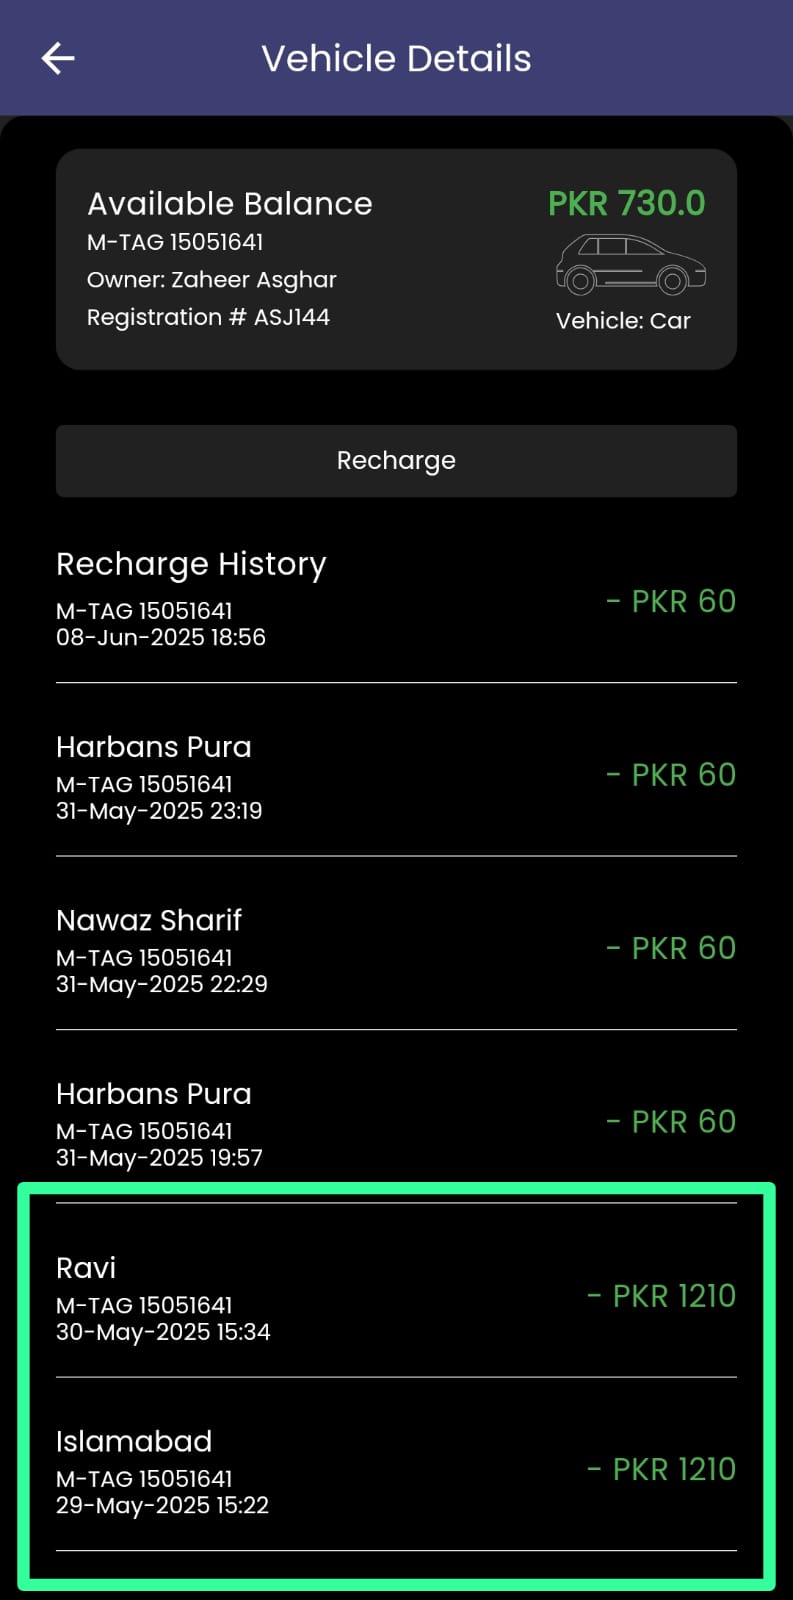 Vehicle Details
Available Balance
PKR 730.0
M-TAG 15051641
Owner: Zaheer Asghar
Registration # ASJ144
Vehicle: Car
Recharge
Recharge History
M-TAG 15051641
08-Jun-2025 18:56
- PKR 60
Harbans Pura
M-TAG 15051641
31-May-2025 23:19
- PKR 60
Nawaz Sharif
M-TAG 15051641
31-May-2025 22:29
- PKR 60
Harbans Pura
M-TAG 15051641
31-May-2025 19:57
- PKR 60
Ravi
M-TAG 15051641
30-May-2025 15:34
- PKR 1210
Islamabad
M-TAG 15051641
29-May-2025 15:22
- PKR 1210